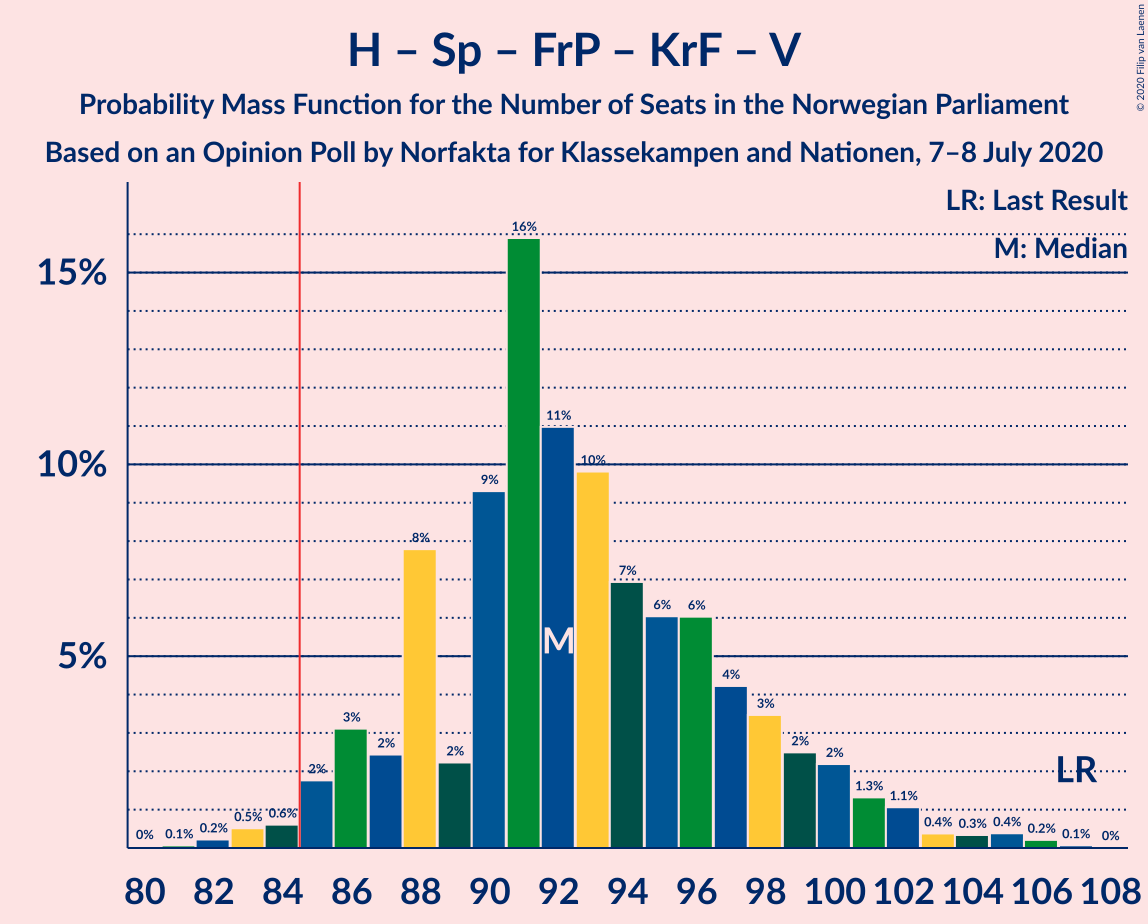 H – Sp – FrP – KrF – V
Probability Mass Function for the Number of Seats in the Norwegian Parliament
Based on an Opinion Poll by Norfakta for Klassekampen and Nationen, 7–8 July 2020
© 2020 Filip van Laenen
LR: Last Result
M: Median
15%
10%
5%
0% 0.1% 0.2% 0.5% 0.6% 2% 3% 2% 8% 2% 9% 16% 11% 10% 7% 6% 6% 4% 3% 2% 2% 1.3% 1.1% 0.4% 0.3% 0.4% 0.2% 0.1% 0%
M
LR
80 82 84 86 88 90 92 94 96 98 100 102 104 106 108